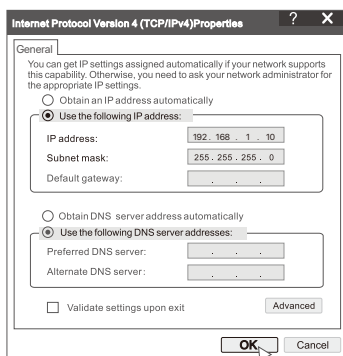 Internet Protocol Version 4 (TCP/IPv4)Properties ? X
General
You can get IP settings assigned automatically if your network supports
this capability. Otherwise, you need to ask your network administrator for
the appropriate IP settings.
Obtain an IP address automatically
Use the following IP address:
IP address: 192. 168 . 1 . 10
Subnet mask: 255. 255. 255. 0
Default gateway: . . .
Obtain DNS server address automatically
Use the following DNS server addresses:
Preferred DNS server: . . .
Alternate DNS server: . . .
Validate settings upon exit Advanced
OK Cancel